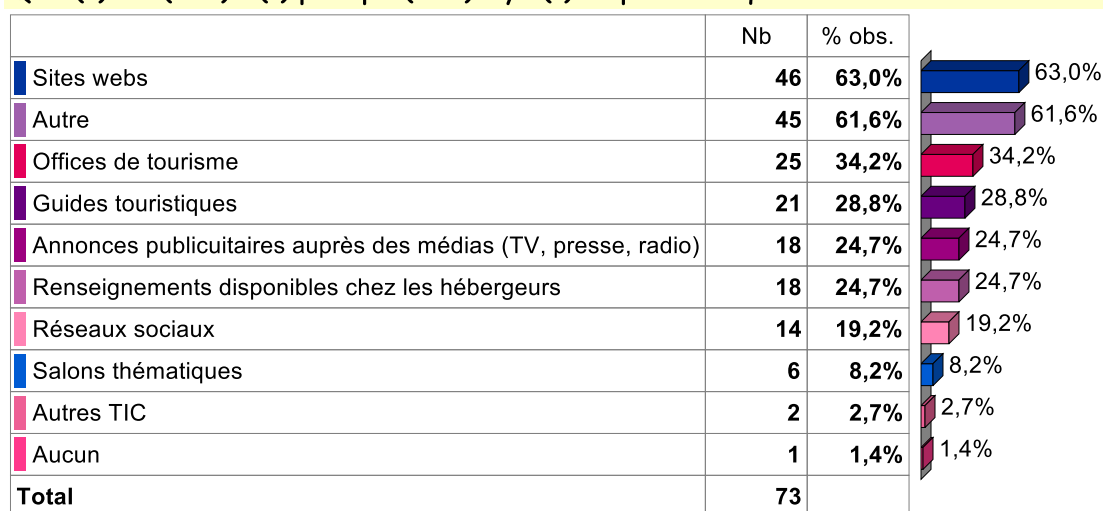 Nb % obs.
Sites webs 46 63,0% 63,0%
Autre 45 61,6% 61,6%
Offices de tourisme 25 34,2% 34,2%
Guides touristiques 21 28,8% 28,8%
Annonces publicuitaires auprès des médias (TV, presse, radio) 18 24,7% 24,7%
Renseignements disponibles chez les hébergeurs 18 24,7% 24,7%
Réseaux sociaux 14 19,2% 19,2%
Salons thématiques 6 8,2% 8,2%
Autres TIC 2 2,7% 2,7%
Aucun 1 1,4% 1,4%
Total 73